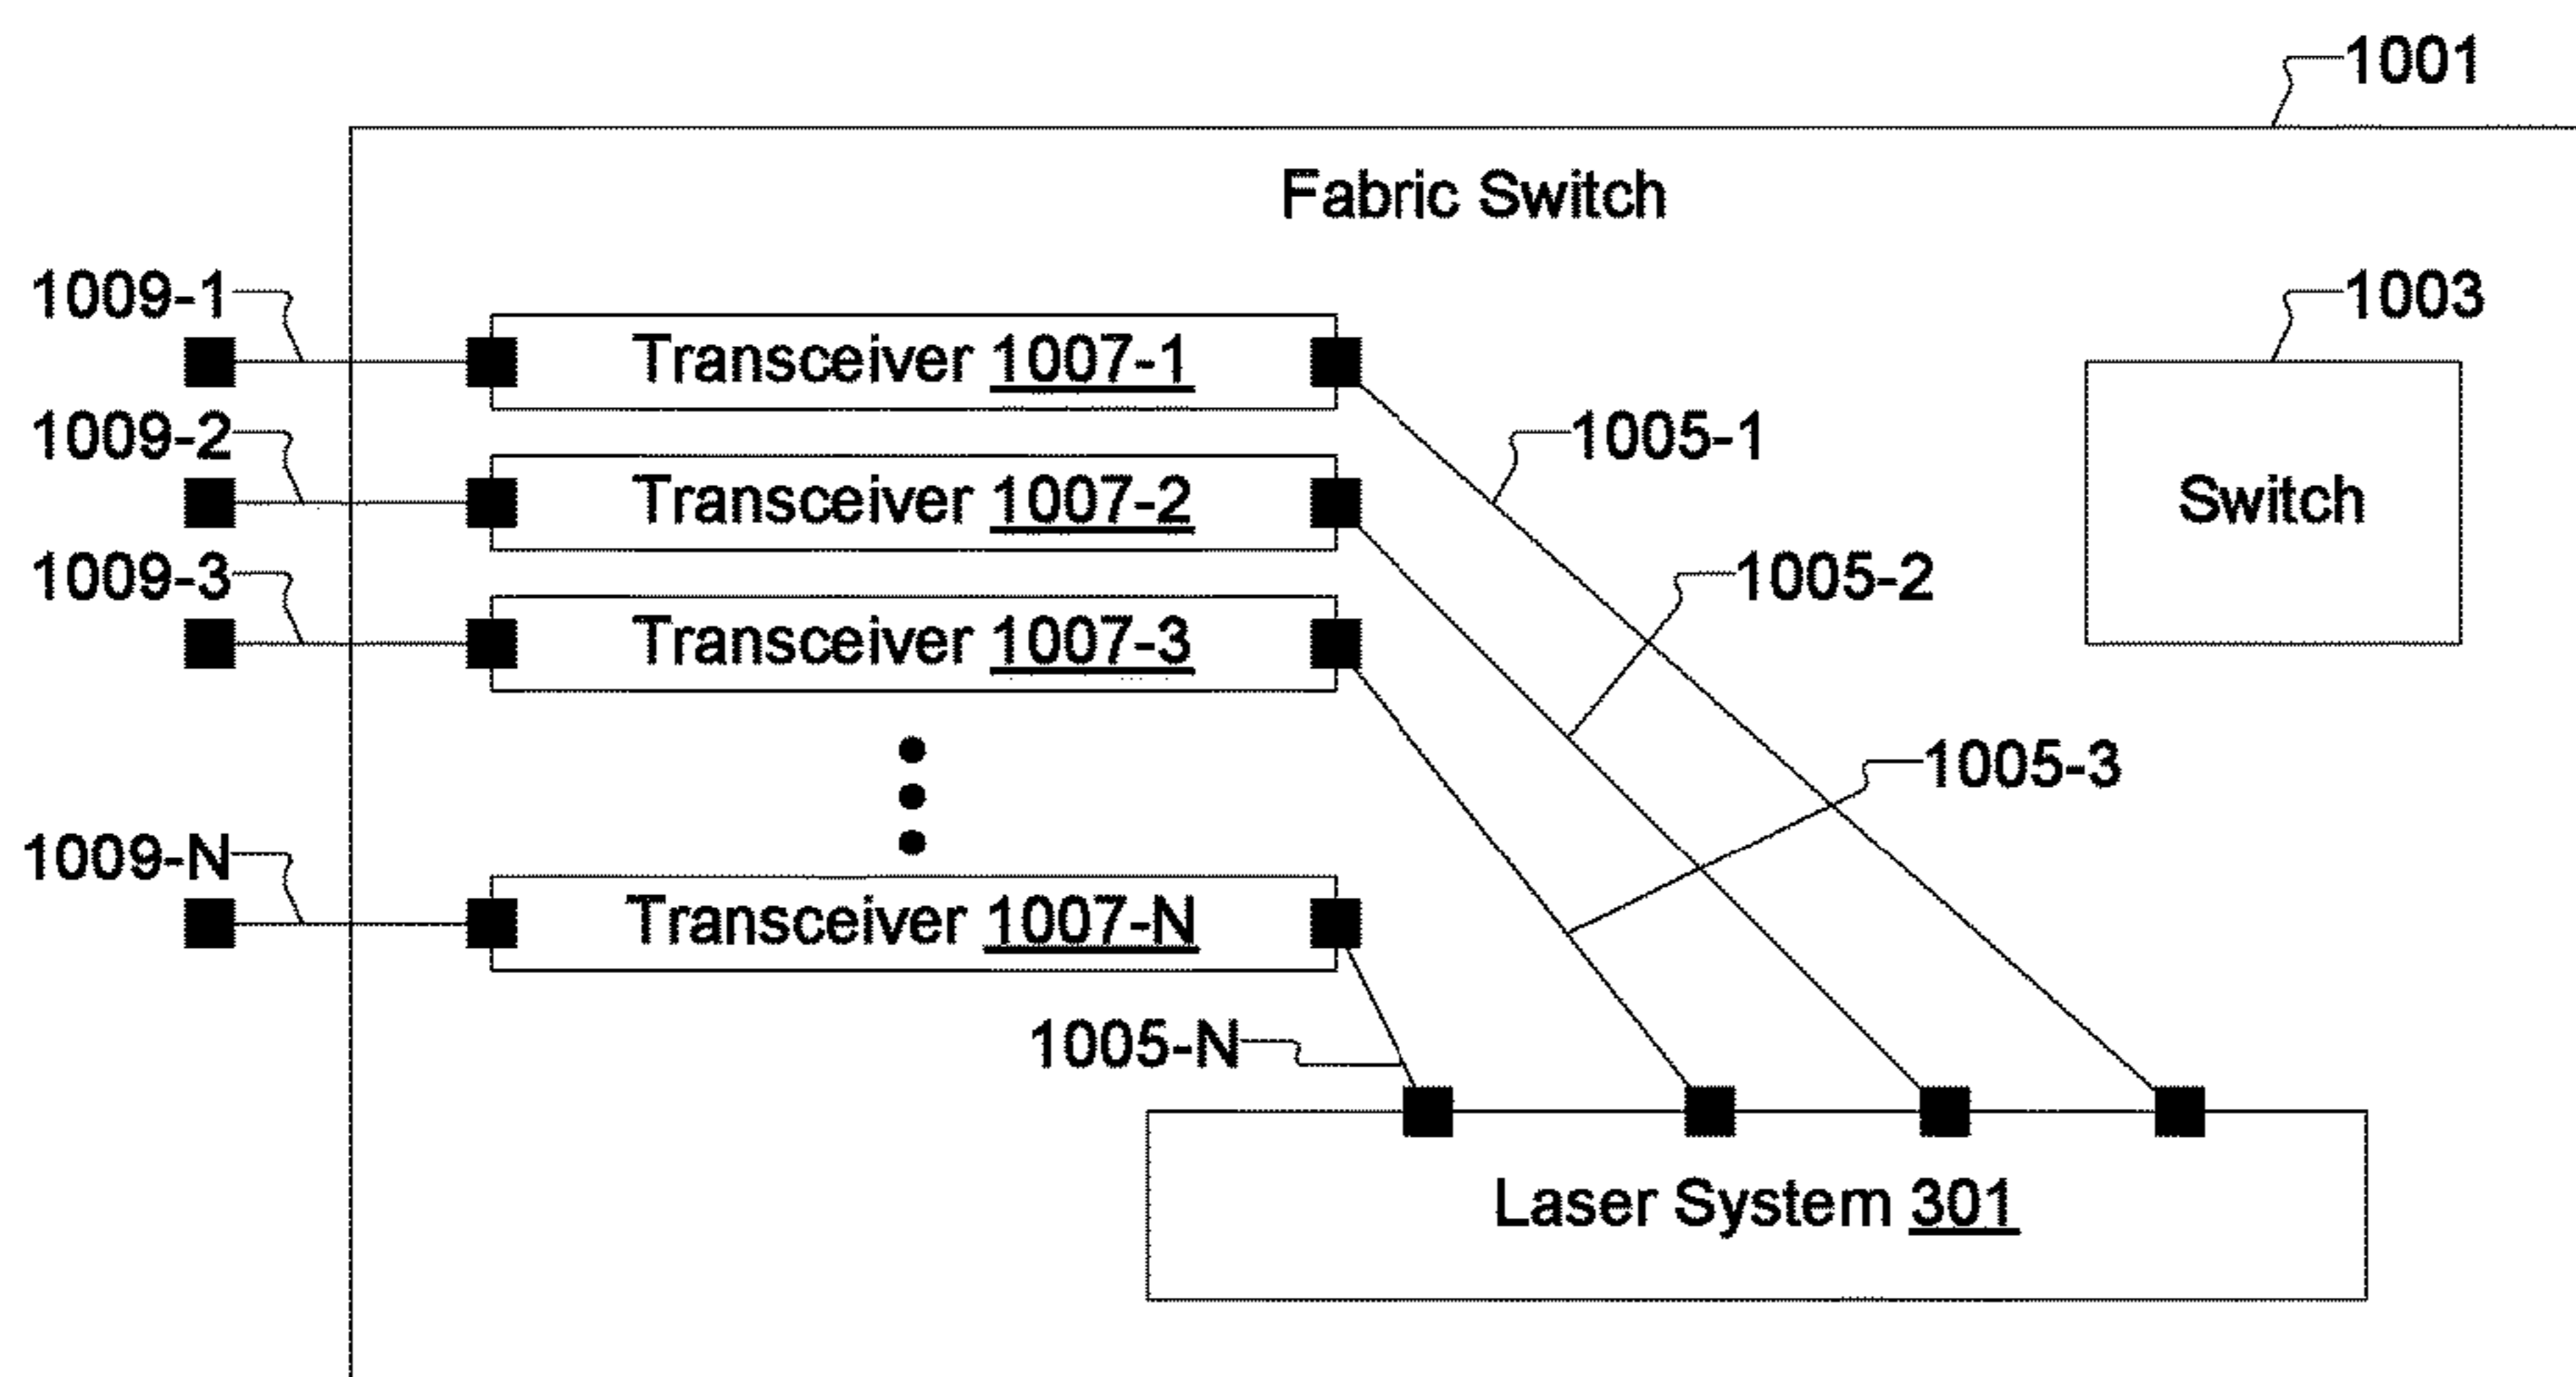 1001
Fabric Switch
1009-1
Transceiver 1007-1
1003
1009-2
Transceiver 1007-2
1005-1
Switch
1009-3
Transceiver 1007-3
1005-2
1005-3
1009-N
Transceiver 1007-N
1005-N
Laser System 301